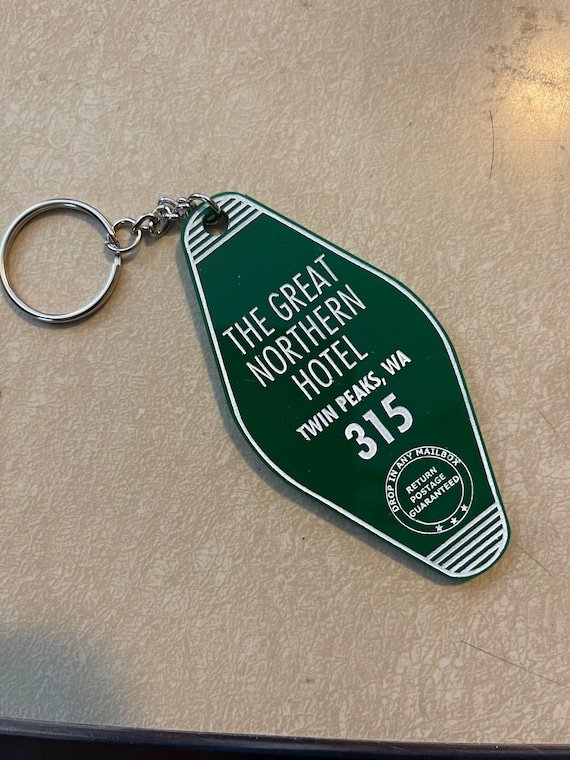 THE GREAT
NORTHERN
HOTEL
TWIN PEAKS, WA
315
DROP IN ANY MAILBOX
RETURN
POSTAGE
GUARANTEED